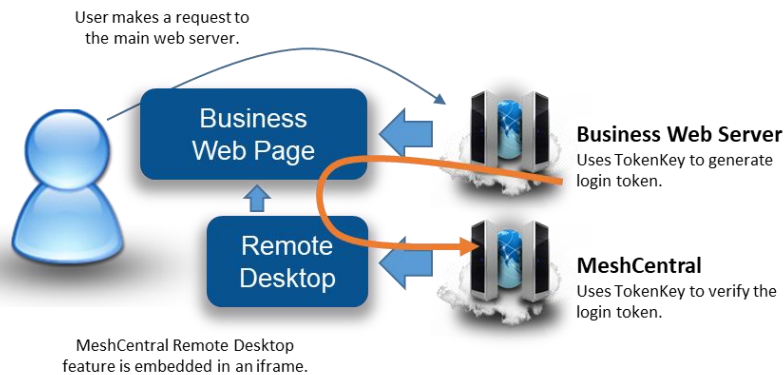 User makes a request to
the main web server.
Business
Web Page
Business Web Server
Uses TokenKey to generate
login token.
Remote
Desktop
MeshCentral
Uses TokenKey to verify the
login token.
MeshCentral Remote Desktop
feature is embedded in an iframe.